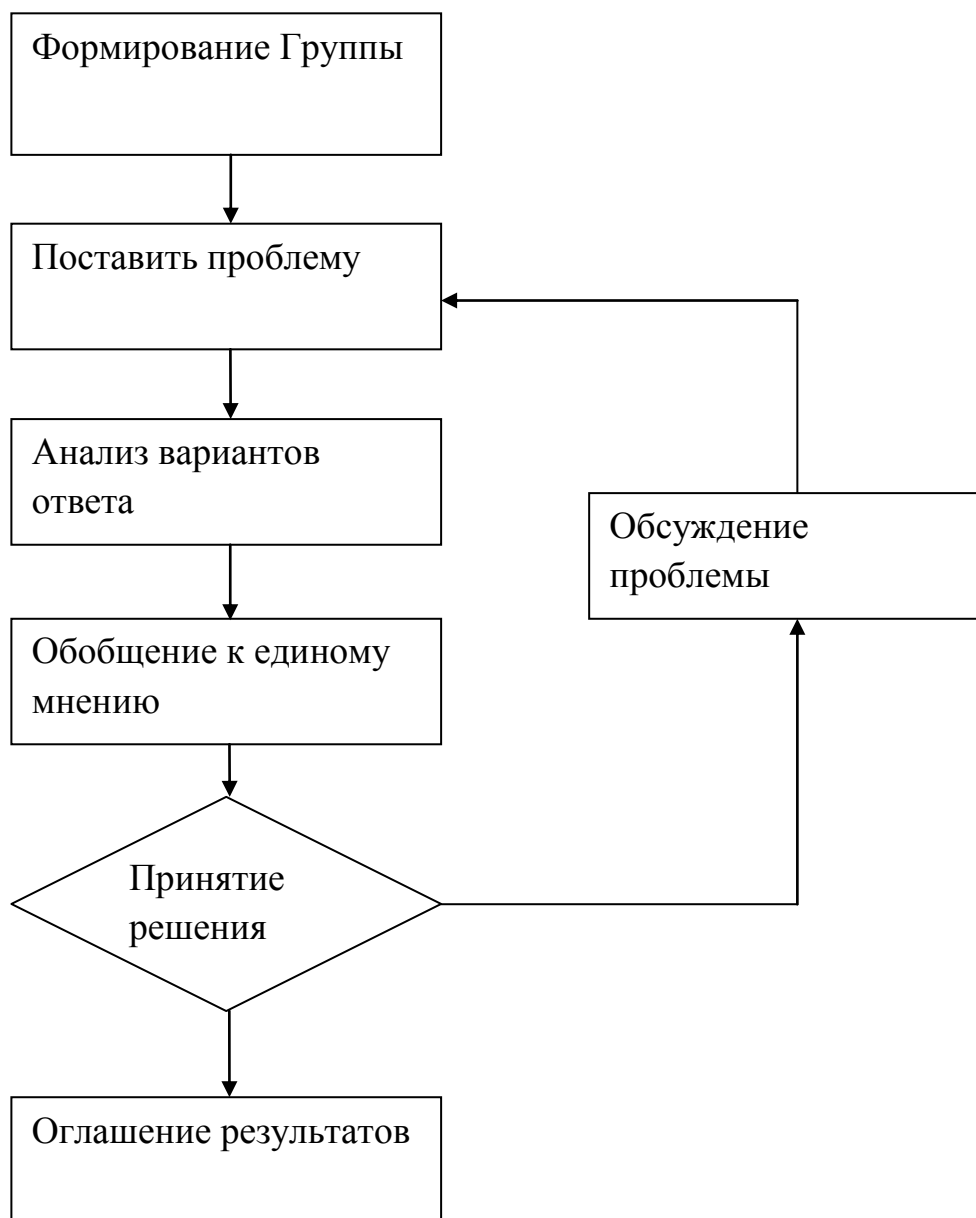 Формирование Группы
Поставить проблему
Анализ вариантов
ответа
Обсуждение
проблемы
Обобщение к единому
мнению
Принятие
решения
Оглашение результатов